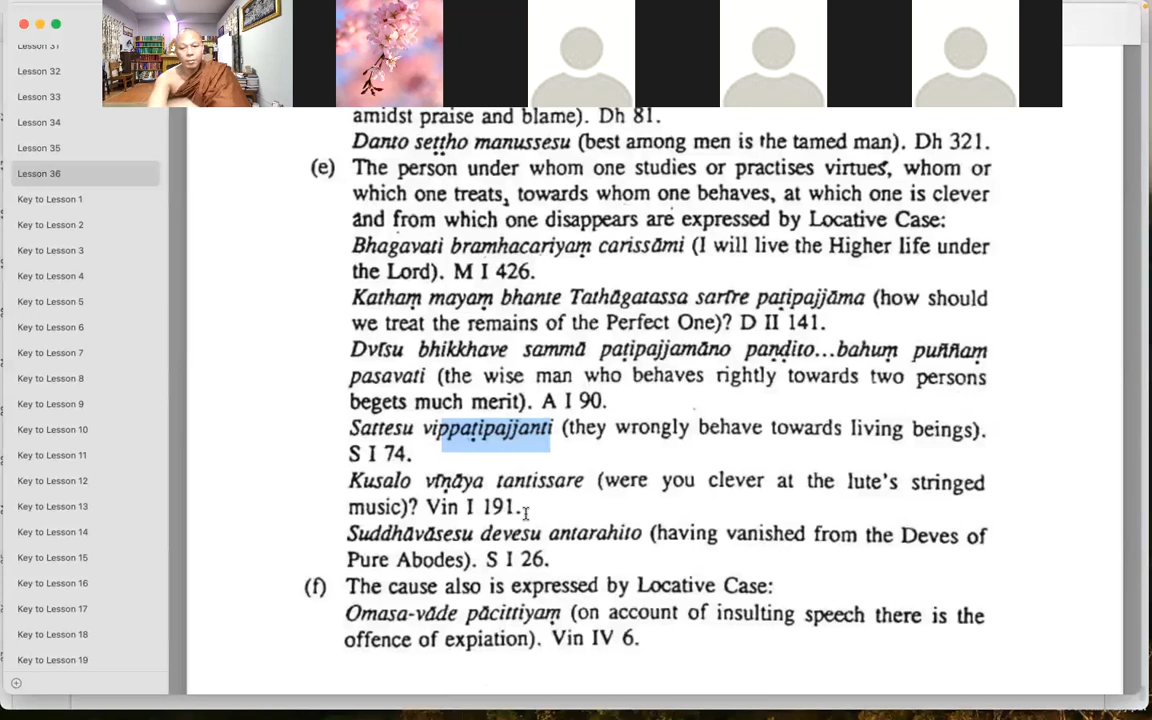 Lesson 31
Lesson 32
Lesson 33
Lesson 34
Lesson 35
Lesson 36
Key to Lesson 1
Key to Lesson 2
Key to Lesson 3
Key to Lesson 4
Key to Lesson 5
Key to Lesson 6
Key to Lesson 7
Key to Lesson 8
Key to Lesson 9
Key to Lesson 10
Key to Lesson 11
Key to Lesson 12
Key to Lesson 13
Key to Lesson 14
Key to Lesson 15
Key to Lesson 16
Key to Lesson 17
Key to Lesson 18
Key to Lesson 19
amidst praise and blame). Dh 81.
Danto seṭṭho manussesu (best among men is the tamed man). Dh 321.
(e) The person under whom one studies or practises virtues, whom or
which one treats, towards whom one behaves, at which one is clever
and from which one disappears are expressed by Locative Case:
Bhagavati bramhacariyaṃ carissāmi (I will live the Higher life under
the Lord). M I 426.
Kathaṃ mayaṃ bhante Tathāgatassa sarīre paṭipajjāma (how should
we treat the remains of the Perfect One)? D II 141.
Dvīsu bhikkhave sammā paṭipajjamāno paṇḍito...bahuṃ puññaṃ
pasavati (the wise man who behaves rightly towards two persons
begets much merit). A I 90.
Sattesu vippaṭipajjanti (they wrongly behave towards living beings).
S I 74.
Kusalo vīṇāya tantissare (were you clever at the lute's stringed
music)? Vin I 191.
Suddhāvāsesu devesu antarahito (having vanished from the Deves of
Pure Abodes). S I 26.
(f) The cause also is expressed by Locative Case:
Omasa-vāde pācittiyaṃ (on account of insulting speech there is the
offence of expiation). Vin IV 6.